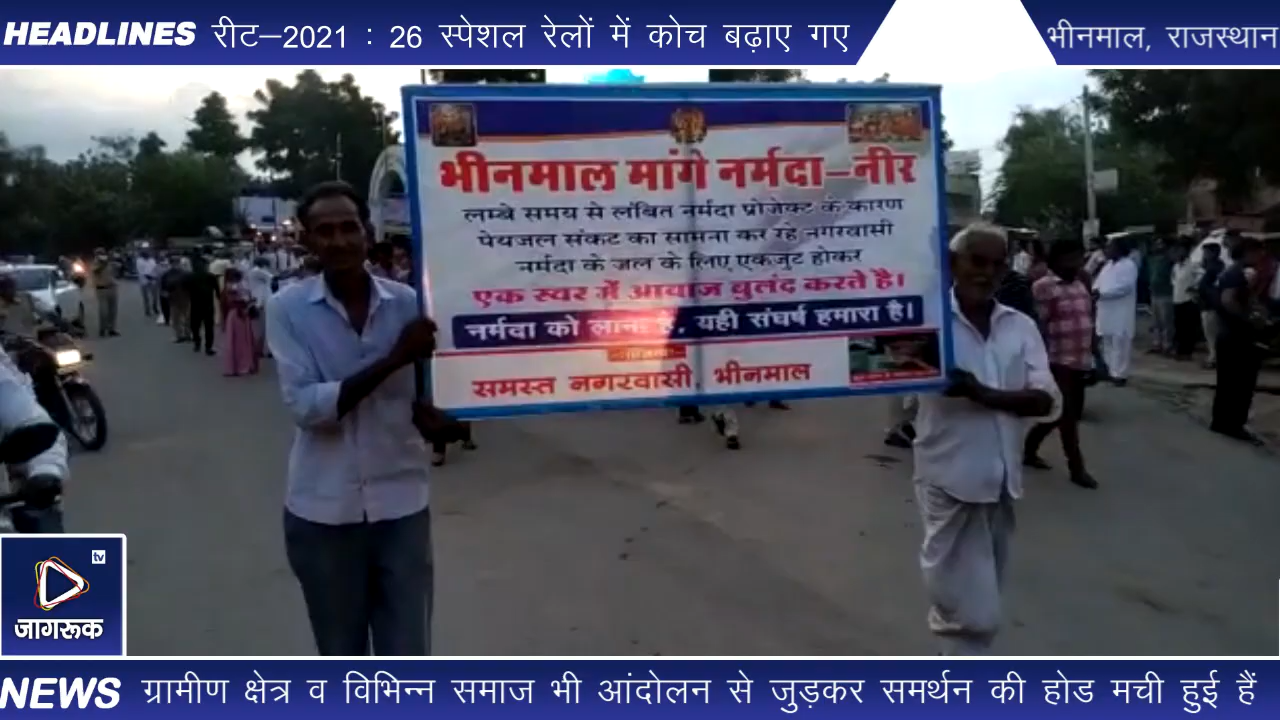 HEADLINES रीट–2021 : 26 स्पेशल रेलों में कोच बढ़ाए गए
भीनमाल, राजस्थान
भीनमाल मांगे नर्मदा–नीर
लम्बे समय से लंबित नर्मदा प्रोजेक्ट के कारण
पेयजल संकट का सामना कर रहे नगरवासी
नर्मदा के जल के लिए एकजुट होकर
एक स्वर में आवाज बुलंद करते है।
नर्मदा को लाना है, यही संघर्ष हमारा है।
समस्त नगरवासी, भीनमाल
tv
जागरूक
NEWS ग्रामीण क्षेत्र व विभिन्न समाज भी आंदोलन से जुड़कर समर्थन की होड मची हुई हैं